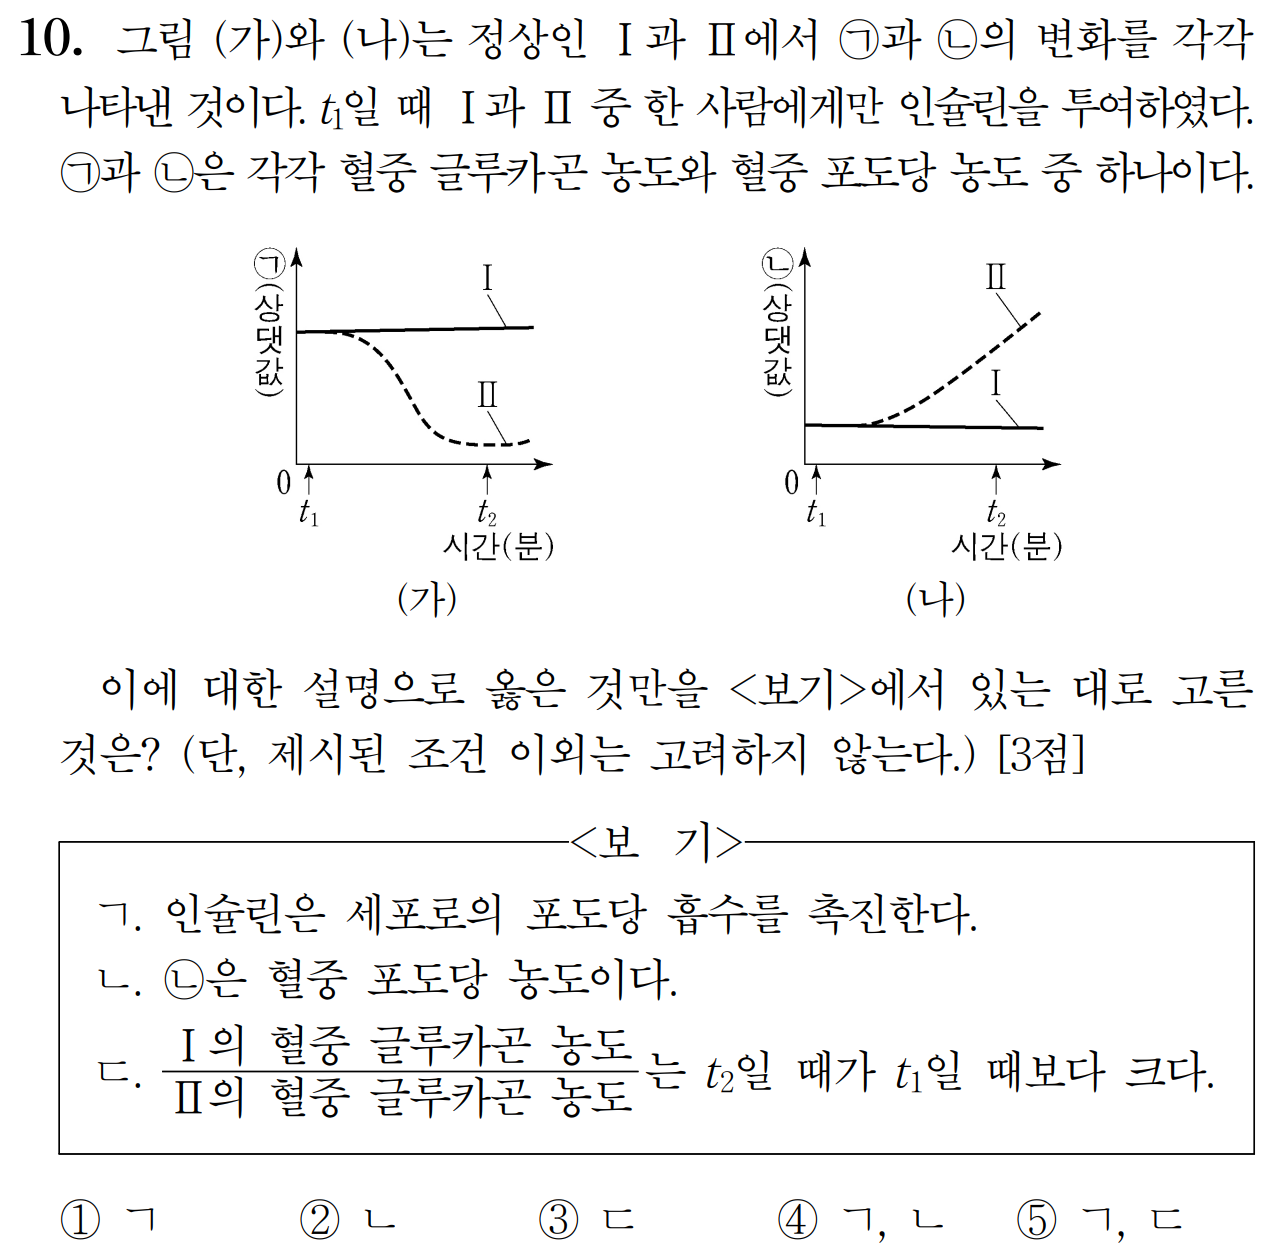 10. 그림 (가)와 (나)는 정상인 Ⅰ과 Ⅱ에서 ㉠과 ㉡의 변화를 각각
나타낸 것이다. t₁일 때 Ⅰ과 Ⅱ 중 한 사람에게만 인슐린을 투여하였다.
㉠과 ㉡은 각각 혈중 글루카곤 농도와 혈중 포도당 농도 중 하나이다.
㉠(상댓값)
Ⅰ
Ⅱ
0
t₁
t₂
시간(분)
(가)
㉡(상댓값)
Ⅱ
Ⅰ
0
t₁
t₂
시간(분)
(나)
이에 대한 설명으로 옳은 것만을 <보기>에서 있는 대로 고른
것은? (단, 제시된 조건 이외는 고려하지 않는다.) [3점]
<보 기>
ㄱ. 인슐린은 세포로의 포도당 흡수를 촉진한다.
ㄴ. ㉡은 혈중 포도당 농도이다.
Ⅰ의 혈중 글루카곤 농도
ㄷ. 는 t₂일 때가 t₁일 때보다 크다.
Ⅱ의 혈중 글루카곤 농도
① ㄱ ② ㄴ ③ ㄷ ④ ㄱ, ㄴ ⑤ ㄱ, ㄷ